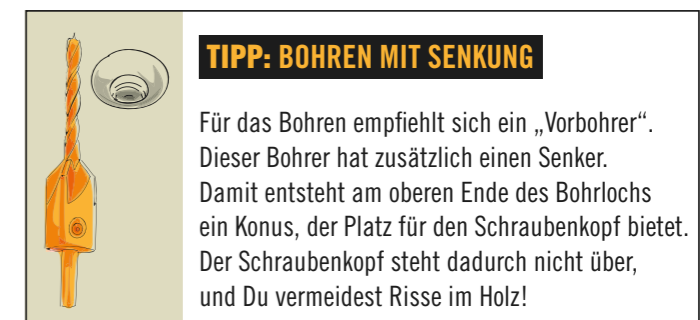 TIPP: BOHREN MIT SENKUNG
Für das Bohren empfiehlt sich ein „Vorbohrer“.
Dieser Bohrer hat zusätzlich einen Senker.
Damit entsteht am oberen Ende des Bohrlochs
ein Konus, der Platz für den Schraubenkopf bietet.
Der Schraubenkopf steht dadurch nicht über,
und Du vermeidest Risse im Holz!